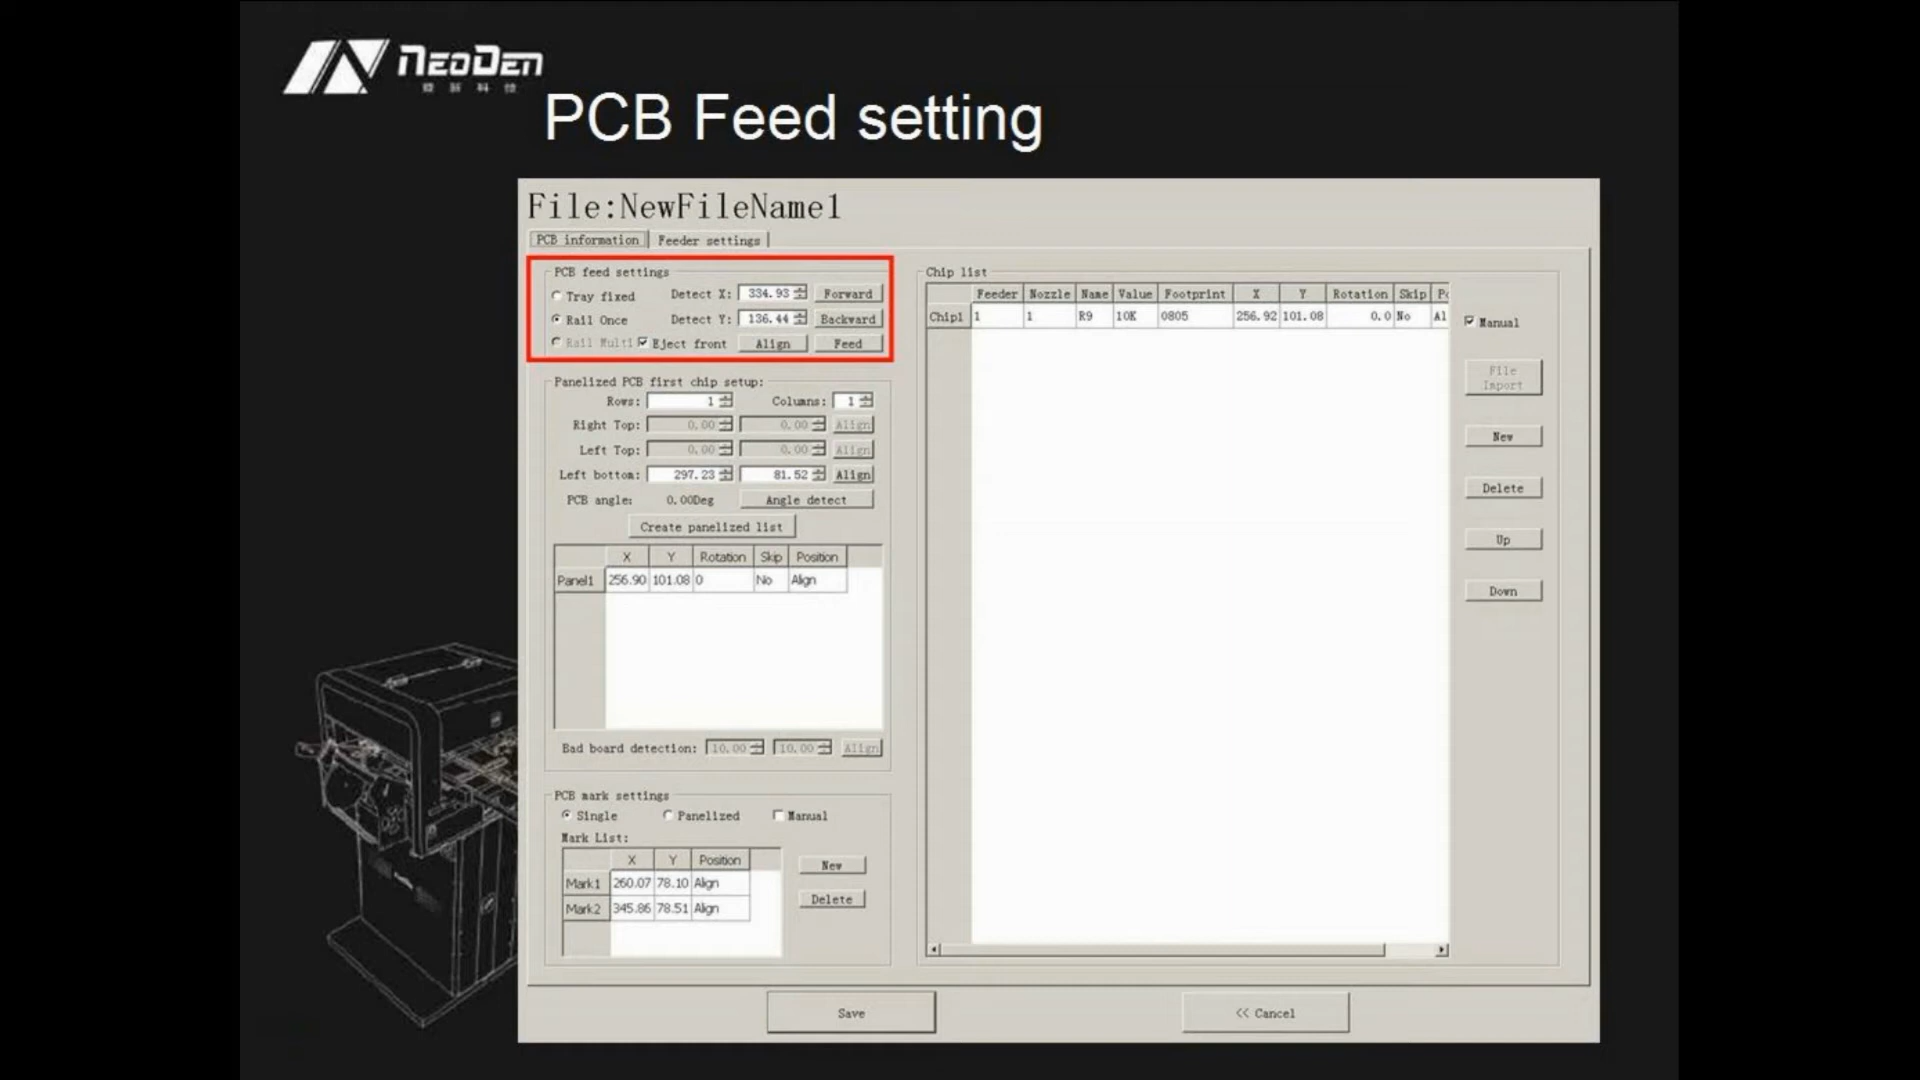 NEODEN
PCB Feed setting
File:NewFileName1
PCB information
Feeder settings
PCB feed settings
Tray fixed Detect X: 334.93 Forward
Rail Once Detect Y: 136.44 Backward
Rail Multi Eject front Align Feed
Panelized PCB first chip setup:
Rows: 1 Columns: 1
Right Top: 0.00 0.00 Align
Left Top: 0.00 0.00 Align
Left bottom: 297.23 81.52 Align
PCB angle: 0.00Deg Angle detect
Create panelized list
X Y Rotation Skip Position
Panel1 256.90 101.08 0 No Align
Bad board detection: 10.00 10.00 Align
PCB mark settings
Single Panelized Manual
Mark List:
X Y Position
Mark1 260.07 78.10 Align
Mark2 345.86 78.51 Align
New
Delete
Chip list
Feeder Nozzle Name Value Footprint X Y Rotation Skip Po
Chip1 1 1 R9 10K 0805 256.92 101.08 0.0 No Al
Manual
File
Import
New
Delete
Up
Down
Save
<< Cancel